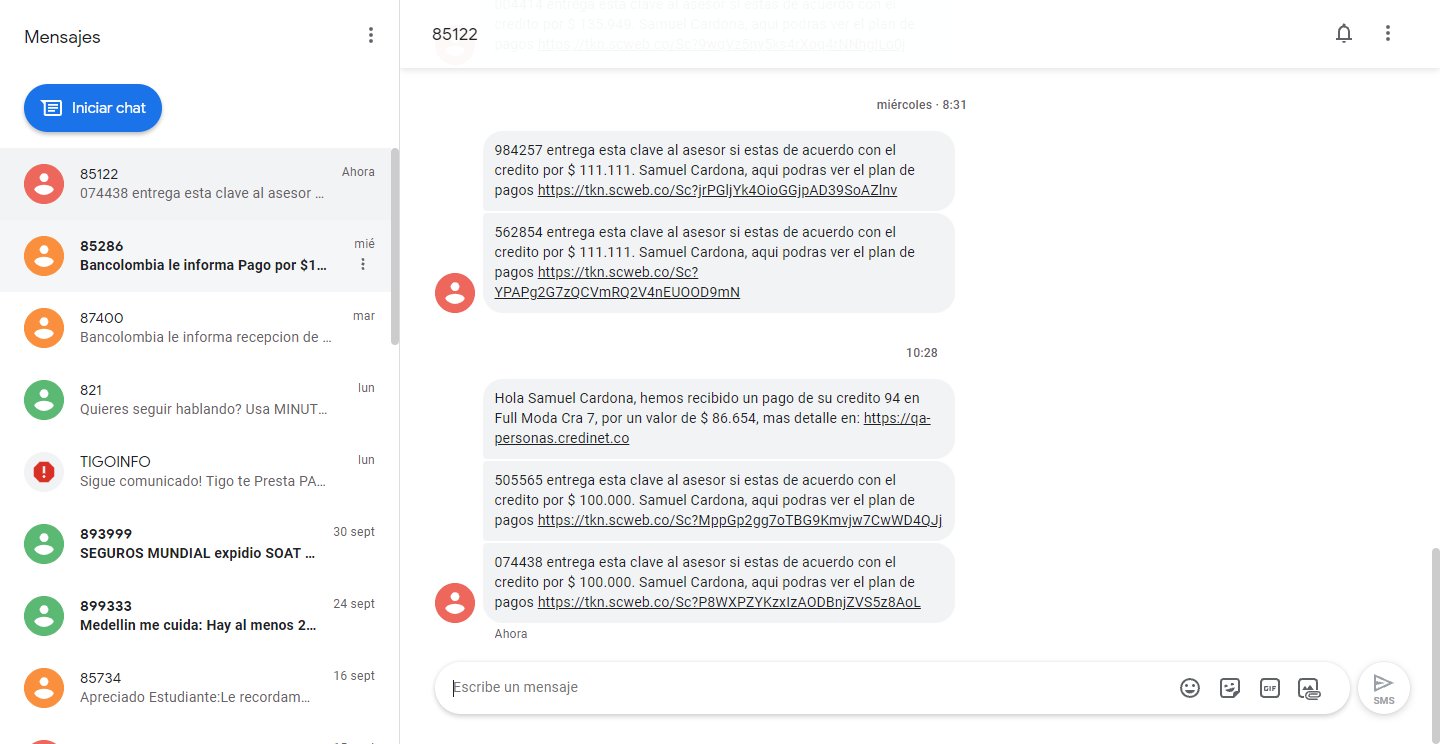 Mensajes
Iniciar chat
85122
Ahora
074438 entrega esta clave al asesor ...
85286
mié
Bancolombia le informa Pago por $1...
87400
mar
Bancolombia le informa recepcion de ...
821
lun
Quieres seguir hablando? Usa MINUT...
TIGOINFO
lun
Sigue comunicado! Tigo te Presta PA...
893999
30 sept
SEGUROS MUNDIAL expidio SOAT ...
899333
24 sept
Medellin me cuida: Hay al menos 2...
85734
16 sept
Apreciado Estudiante:Le recordam...
85122
004414 entrega esta clave al asesor si estas de acuerdo con el
credito por $ 135.949. Samuel Cardona, aqui podras ver el plan de
pagos
miércoles · 8:31
984257 entrega esta clave al asesor si estas de acuerdo con el
credito por $ 111.111. Samuel Cardona, aqui podras ver el plan de
pagos https://tkn.scweb.co/Sc?jrPGljYk4OioGGjpAD39SoAZlnv
562854 entrega esta clave al asesor si estas de acuerdo con el
credito por $ 111.111. Samuel Cardona, aqui podras ver el plan de
pagos https://tkn.scweb.co/Sc?
YPAPg2G7zQCVmRQ2V4nEUOOD9mN
10:28
Hola Samuel Cardona, hemos recibido un pago de su credito 94 en
Full Moda Cra 7, por un valor de $ 86.654, mas detalle en: https://qa-
personas.credinet.co
505565 entrega esta clave al asesor si estas de acuerdo con el
credito por $ 100.000. Samuel Cardona, aqui podras ver el plan de
pagos https://tkn.scweb.co/Sc?MppGp2gg7oTBG9Kmvjw7CwWD4QJj
074438 entrega esta clave al asesor si estas de acuerdo con el
credito por $ 100.000. Samuel Cardona, aqui podras ver el plan de
pagos https://tkn.scweb.co/Sc?P8WXPZYKzxIzAODBnjZVS5z8AoL
Ahora
Escribe un mensaje
GIF
SMS